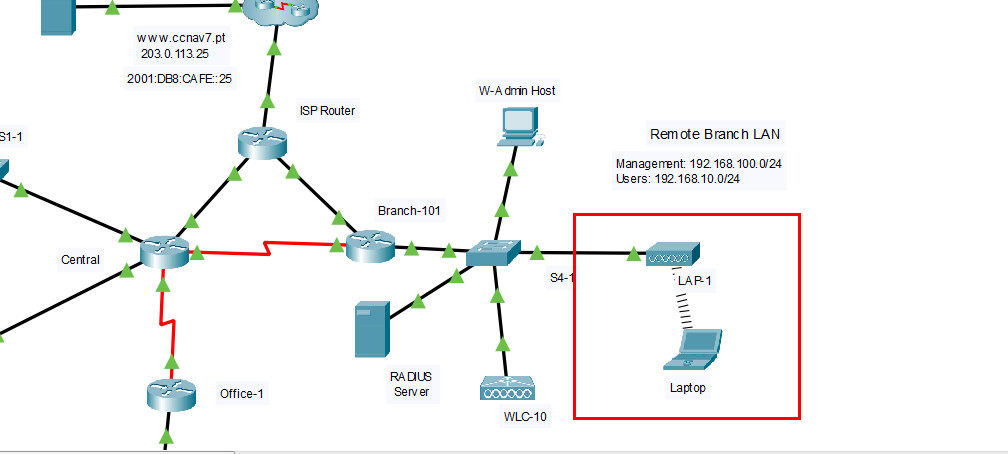 www.ccnav7.pt
203.0.113.25
2001:DB8:CAFE::25
ISP Router
W-Admin Host
Remote Branch LAN
Management: 192.168.100.0/24
Users: 192.168.10.0/24
S1-1
Branch-101
Central
S4-1
LAP-1
RADIUS
Server
Laptop
Office-1
WLC-10